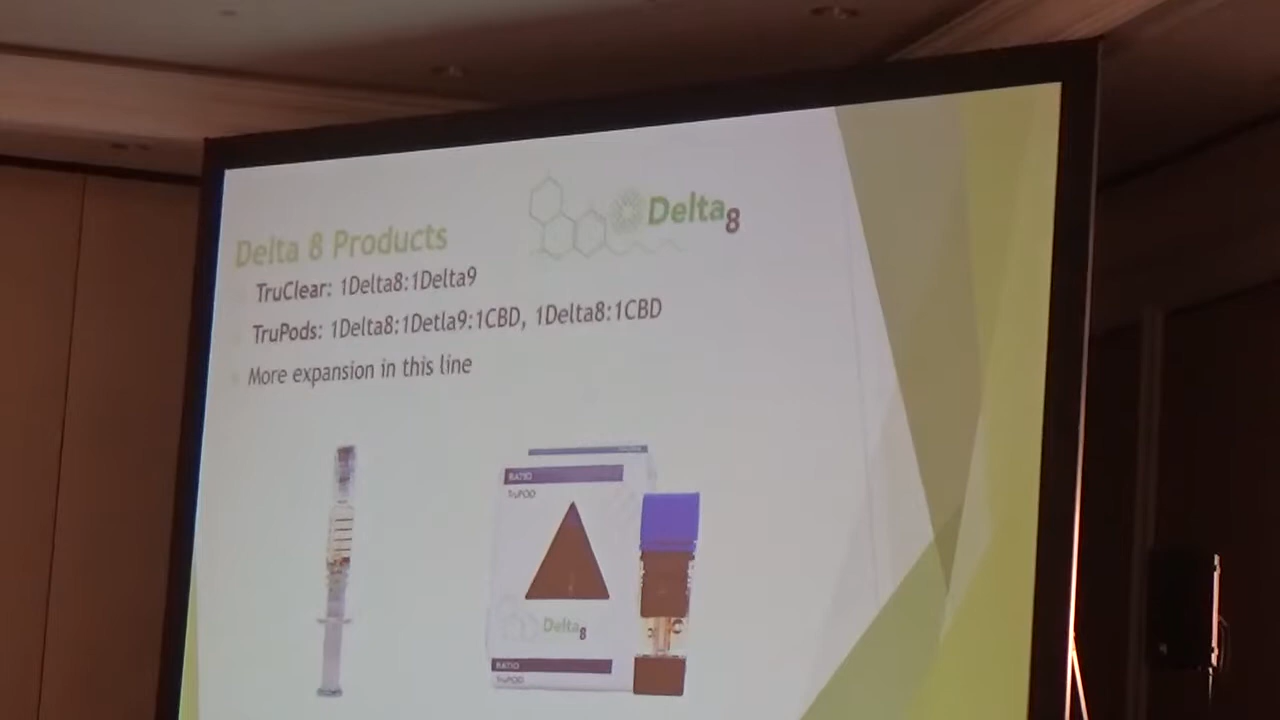 Delta8
Delta 8 Products
TruClear: 1Delta8:1Delta9
TruPods: 1Delta8:1Detla9:1CBD, 1Delta8:1CBD
More expansion in this line
RATIO
TruPOD
Delta8
RATIO
TruPOD